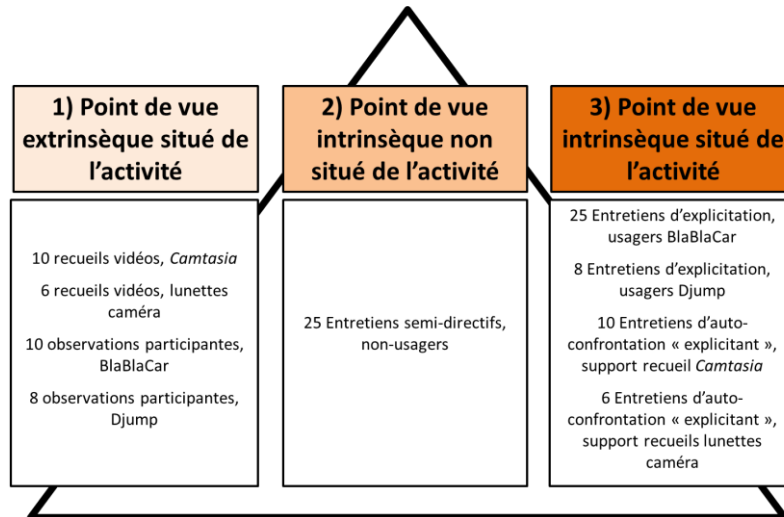 1) Point de vue
extrinsèque situé de
l’activité
10 recueils vidéos, Camtasia
6 recueils vidéos, lunettes
caméra
10 observations participantes,
BlaBlaCar
8 observations participantes,
Djump
2) Point de vue
intrinsèque non
situé de l’activité
25 Entretiens semi-directifs,
non-usagers
3) Point de vue
intrinsèque situé de
l’activité
25 Entretiens d’explicitation,
usagers BlaBlaCar
8 Entretiens d’explicitation,
usagers Djump
10 Entretiens d’auto-
confrontation « explicitant »,
support recueil Camtasia
6 Entretiens d’auto-
confrontation « explicitant »,
support recueils lunettes
caméra